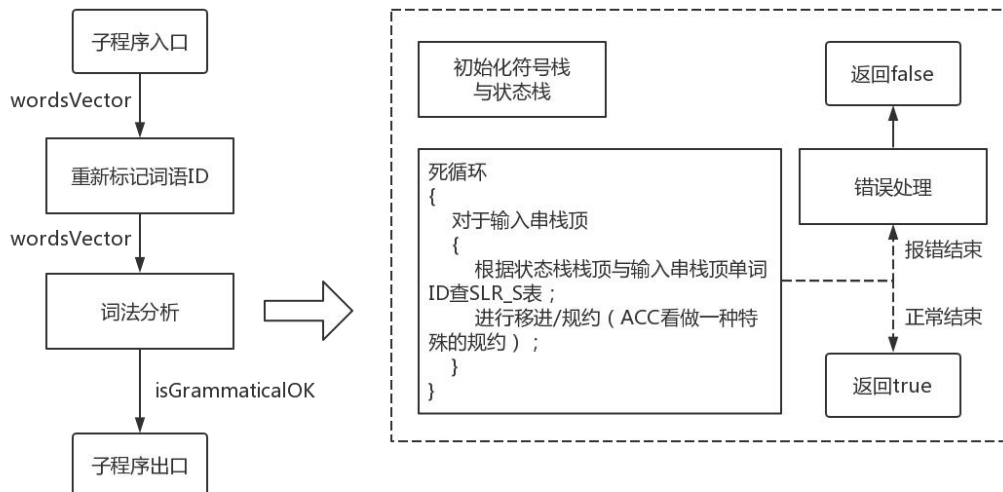 子程序入口
wordsVector
重新标记词语ID
wordsVector
词法分析
isGrammaticalOK
子程序出口
初始化符号栈
与状态栈
死循环
{
对于输入串栈顶
{
根据状态栈栈顶与输入串栈顶单词
ID查SLR_S表；
进行移进/规约（ACC看做一种特
殊的规约）；
}
}
返回false
错误处理
报错结束
正常结束
返回true